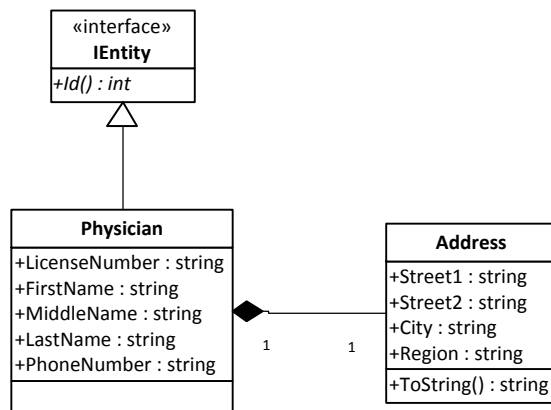 «interface»
IEntity
+Id() : int
Physician
+LicenseNumber : string
+FirstName : string
+MiddleName : string
+LastName : string
+PhoneNumber : string
1
1
Address
+Street1 : string
+Street2 : string
+City : string
+Region : string
+ToString() : string